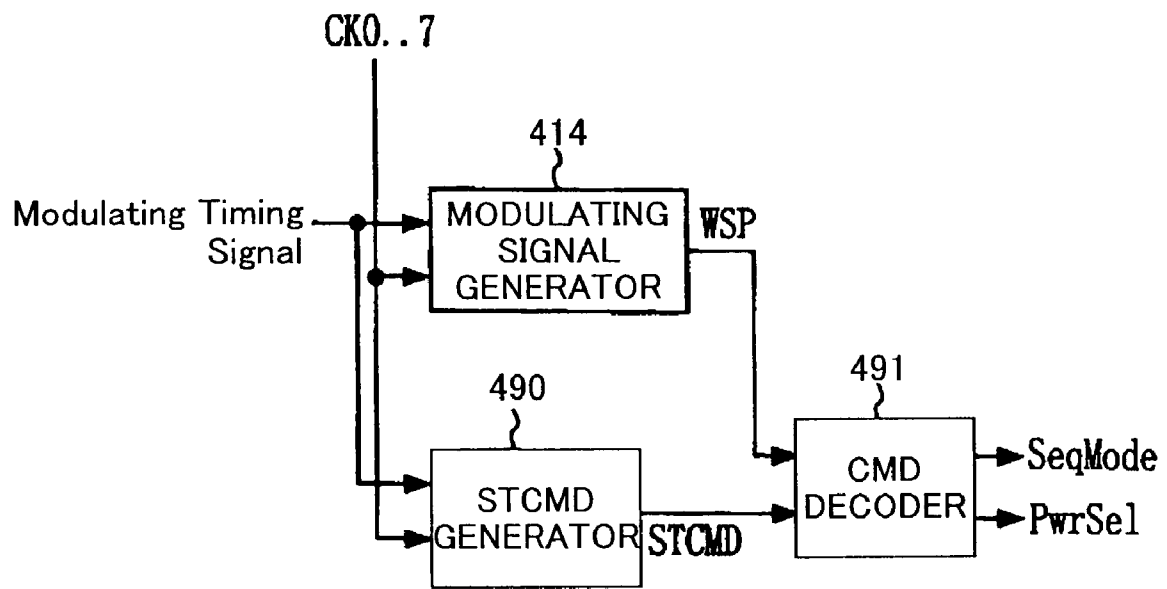 CK0..7
414
Modulating Timing
Signal
MODULATING
SIGNAL
GENERATOR
WSP
490
491
STCMD
GENERATOR
STCMD
CMD
DECODER
SeqMode
PwrSel